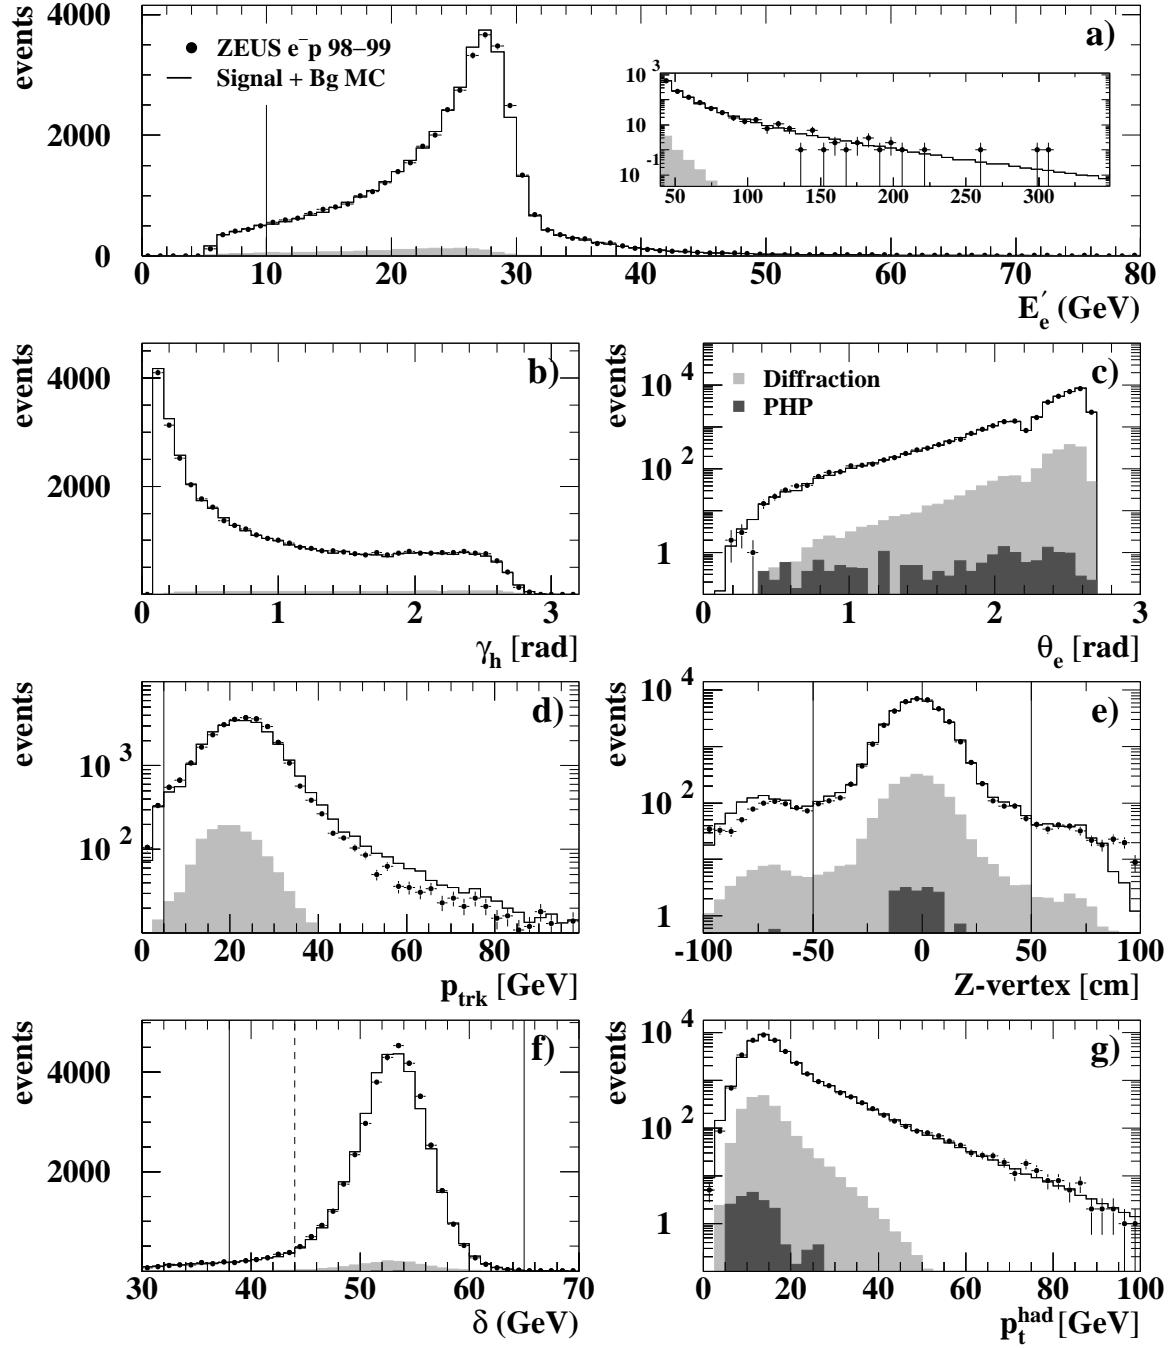 events
4000
2000
0
ZEUS e⁻p 98–99
Signal + Bg MC
a)
10³
10
10⁻¹
50 100 150 200 250 300
0 10 20 30 40 50 60 70 80
E′e (GeV)
events
4000
2000
0
b)
0 1 2 3
γh [rad]
events
10⁴
10²
1
c)
Diffraction
PHP
0 1 2 3
θe [rad]
events
10³
10²
d)
0 20 40 60 80
ptrk [GeV]
events
10⁴
10²
1
e)
-100 -50 0 50 100
Z-vertex [cm]
events
4000
2000
0
f)
30 40 50 60 70
δ (GeV)
events
10⁴
10²
1
g)
0 20 40 60 80 100
pt^had [GeV]